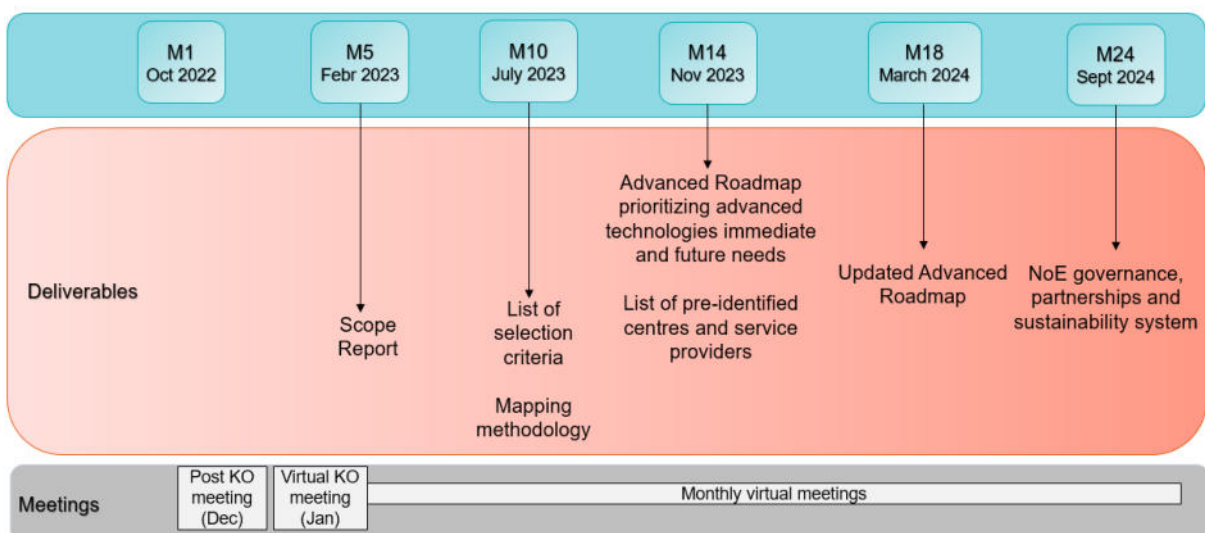 M1
Oct 2022
M5
Febr 2023
M10
July 2023
M14
Nov 2023
M18
March 2024
M24
Sept 2024
Deliverables
Scope
Report
List of
selection
criteria
Mapping
methodology
Advanced Roadmap
prioritizing advanced
technologies immediate
and future needs
List of pre-identified
centres and service
providers
Updated Advanced
Roadmap
NoE governance,
partnerships and
sustainability system
Meetings
Post KO
meeting
(Dec)
Virtual KO
meeting
(Jan)
Monthly virtual meetings